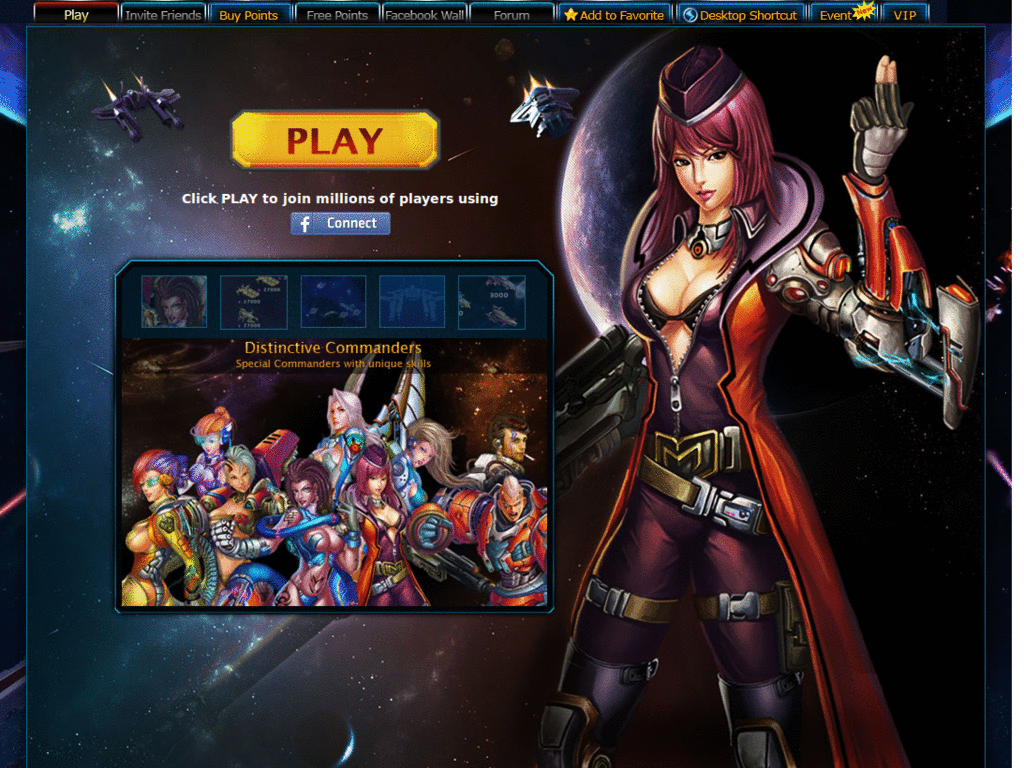 Play Invite Friends Buy Points Free Points Facebook Wall Forum Add to Favorite Desktop Shortcut Event New VIP
PLAY
Click PLAY to join millions of players using
f Connect
3000
Distinctive Commanders
Special Commanders with unique skills